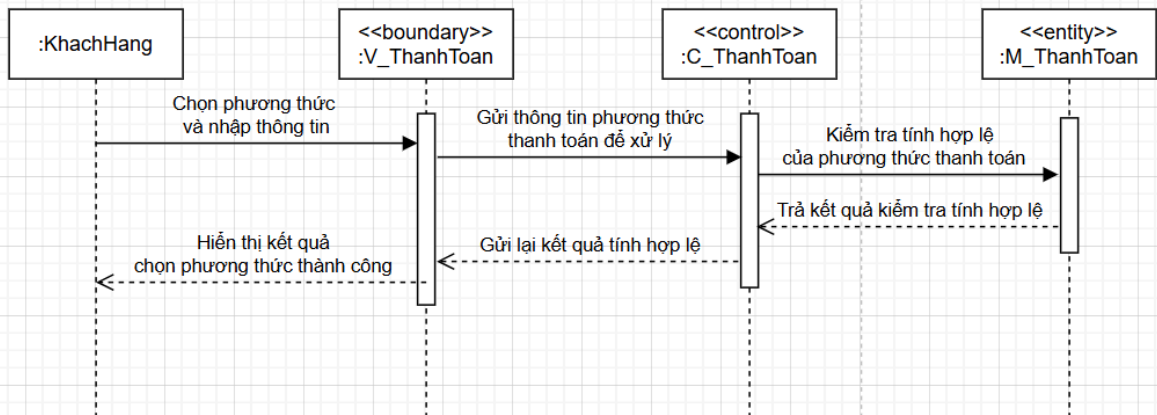 :KhachHang
<<boundary>>
:V_ThanhToan
<<control>>
:C_ThanhToan
<<entity>>
:M_ThanhToan
Chọn phương thức
và nhập thông tin
Gửi thông tin phương thức
thanh toán để xử lý
Kiểm tra tính hợp lệ
của phương thức thanh toán
Trả kết quả kiểm tra tính hợp lệ
Gửi lại kết quả tính hợp lệ
Hiển thị kết quả
chọn phương thức thành công